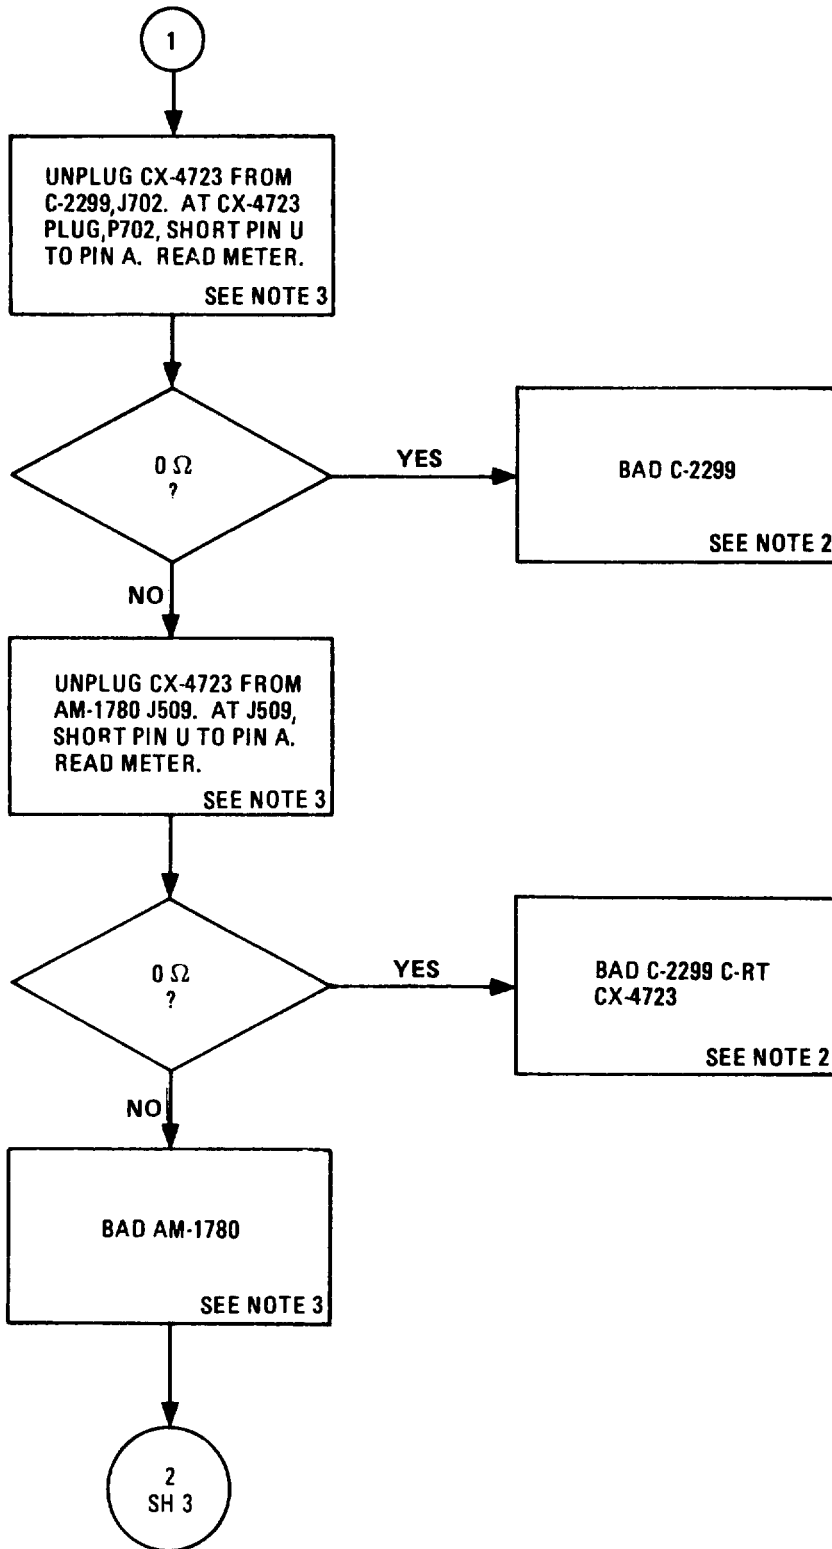 1
UNPLUG CX-4723 FROM
C-2299,J702. AT CX-4723
PLUG,P702, SHORT PIN U
TO PIN A. READ METER.
SEE NOTE 3
0 Ω
?
YES
BAD C-2299
SEE NOTE 2
NO
UNPLUG CX-4723 FROM
AM-1780 J509. AT J509,
SHORT PIN U TO PIN A.
READ METER.
SEE NOTE 3
0 Ω
?
YES
BAD C-2299 C-RT
CX-4723
SEE NOTE 2
NO
BAD AM-1780
SEE NOTE 3
2
SH 3